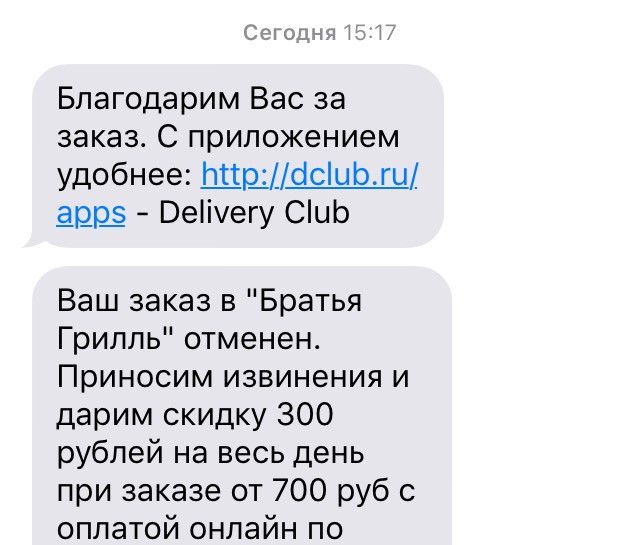 Сегодня 15:17
Благодарим Вас за
заказ. С приложением
удобнее: http://dclub.ru/
apps - Delivery Club
Ваш заказ в "Братья
Грилль" отменен.
Приносим извинения и
дарим скидку 300
рублей на весь день
при заказе от 700 руб с
оплатой онлайн по